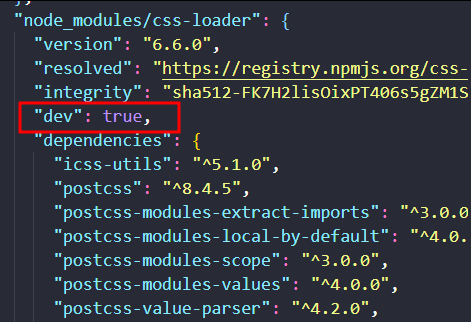 },
"node_modules/css-loader": {
"version": "6.6.0",
"resolved": "https://registry.npmjs.org/css-
"integrity": "sha512-FK7H2lisOixPT406s5gZM1S
"dev": true,
"dependencies": {
"icss-utils": "^5.1.0",
"postcss": "^8.4.5",
"postcss-modules-extract-imports": "^3.0.0
"postcss-modules-local-by-default": "^4.0.
"postcss-modules-scope": "^3.0.0",
"postcss-modules-values": "^4.0.0",
"postcss-value-parser": "^4.2.0",